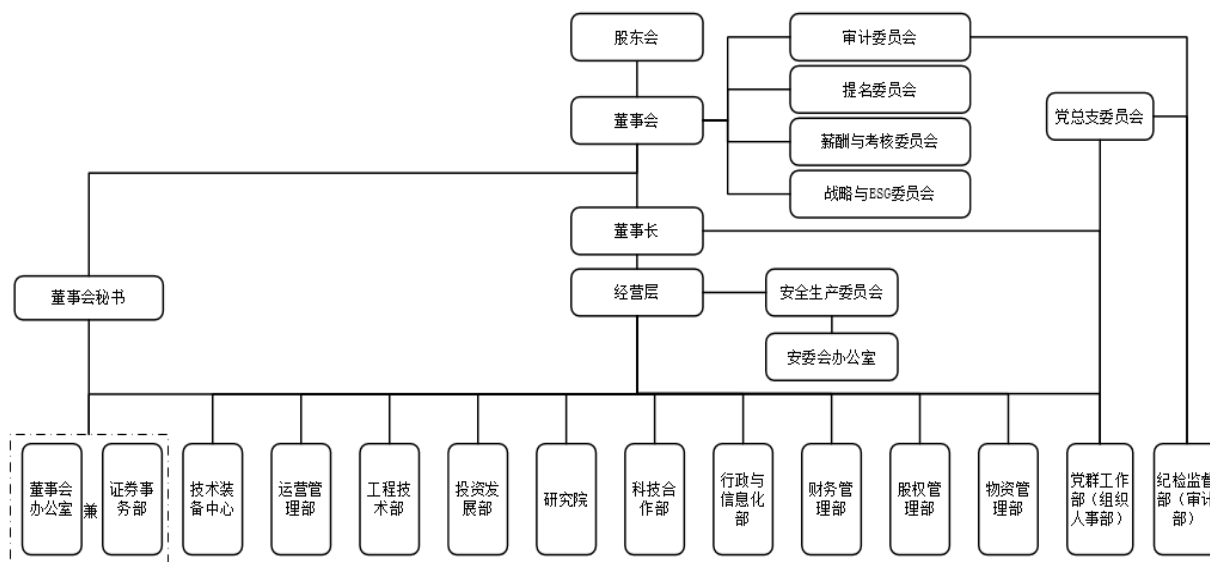 股东会
审计委员会
提名委员会
董事会
党总支委员会
薪酬与考核委员会
战略与ESG委员会
董事长
董事会秘书
经营层
安全生产委员会
安委会办公室
董事会
办公室
兼
证券事
务部
技术装
备中心
运营管
理部
工程技
术部
投资发
展部
研究院
科技合
作部
行政与
信息化
部
财务管
理部
股权管
理部
物资管
理部
党群工作
部（组织
人事部）
纪检监督
部（审计
部）